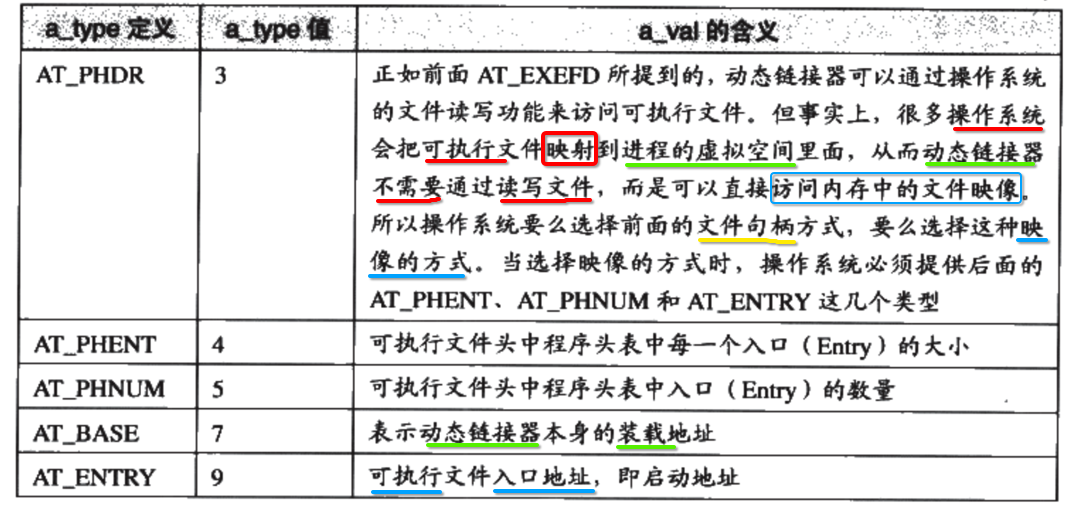 a_type 定义 a_type 值 a_val 的含义
AT_PHDR 3 正如前面 AT_EXEFD 所提到的，动态链接器可以通过操作系统
的文件读写功能来访问可执行文件。但事实上，很多操作系统
会把可执行文件映射到进程的虚拟空间里面，从而动态链接器
不需要通过读写文件，而是可以直接访问内存中的文件映像。
所以操作系统要么选择前面的文件句柄方式，要么选择这种映
像的方式。当选择映像的方式时，操作系统必须提供后面的
AT_PHENT、AT_PHNUM 和 AT_ENTRY 这几个类型
AT_PHENT 4 可执行文件头中程序头表中每一个入口（Entry）的大小
AT_PHNUM 5 可执行文件头中程序头表中入口（Entry）的数量
AT_BASE 7 表示动态链接器本身的装载地址
AT_ENTRY 9 可执行文件入口地址，即启动地址